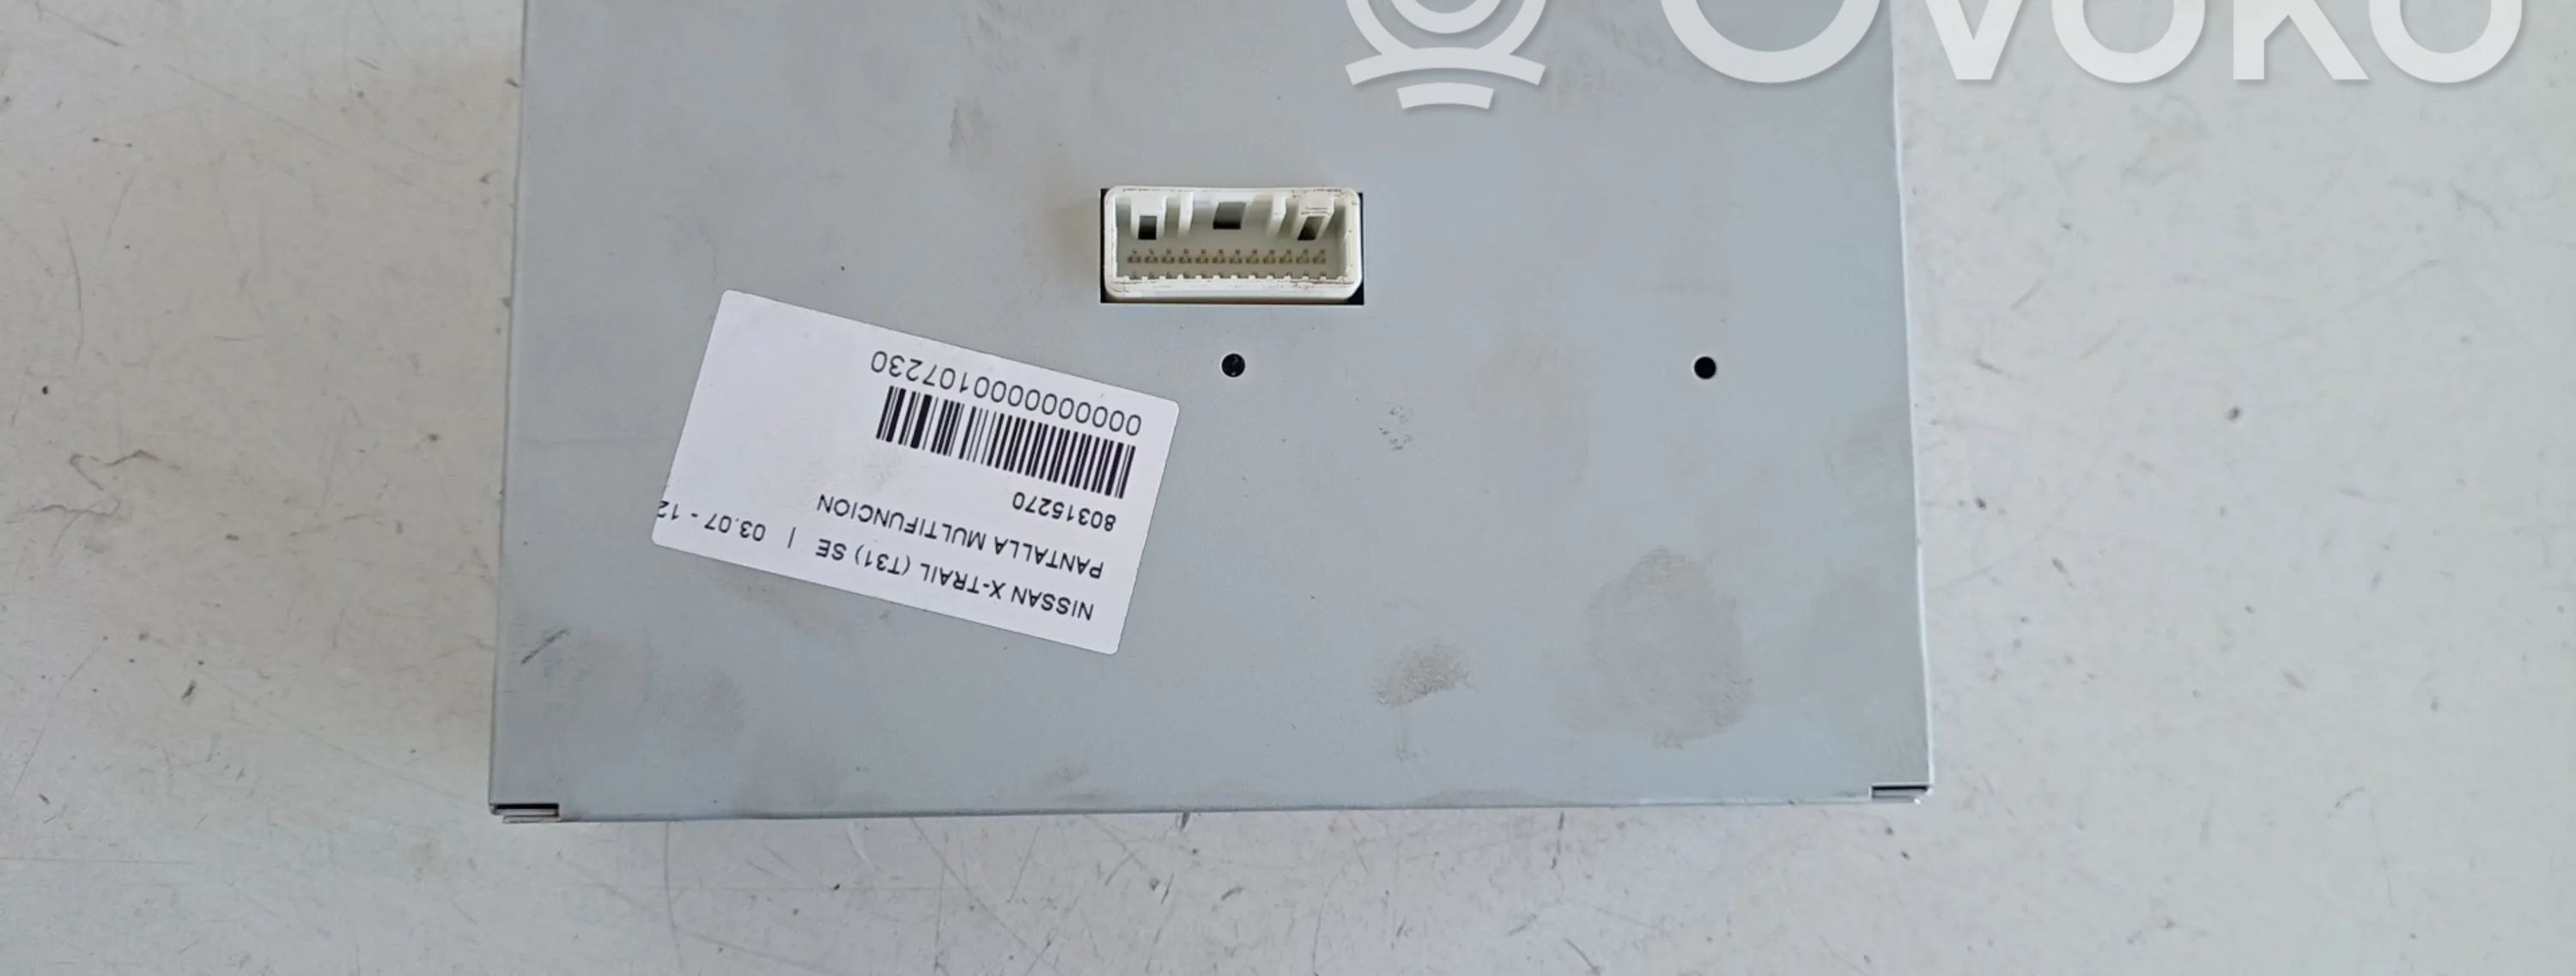 OVOKO
NISSAN X-TRAIL (T31) SE | 03.07 - 12
PANTALLA MULTIFUNCION
80315270
0000000000107230